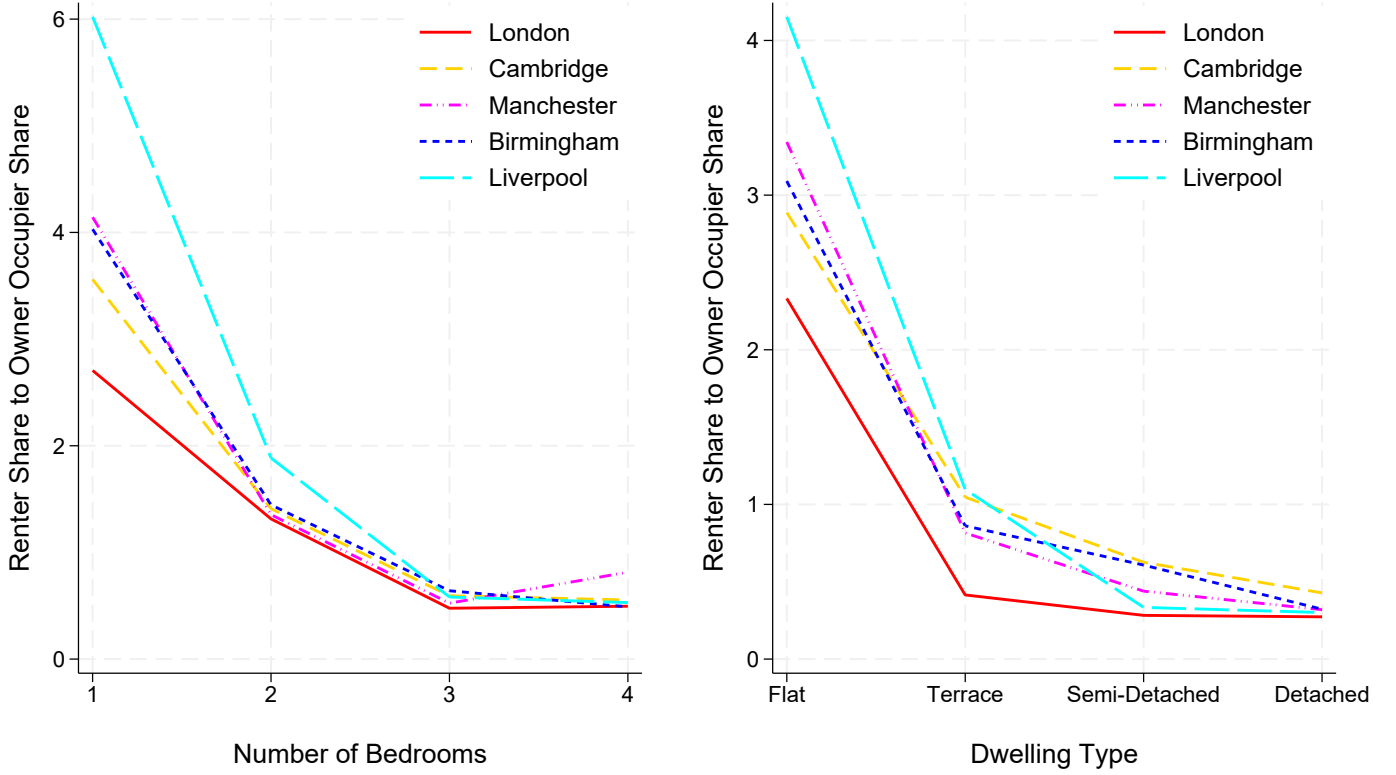 Renter Share to Owner Occupier Share
6
4
2
0
1 2 3 4
Number of Bedrooms
London
Cambridge
Manchester
Birmingham
Liverpool
Renter Share to Owner Occupier Share
4
3
2
1
0
Flat Terrace Semi-Detached Detached
Dwelling Type
London
Cambridge
Manchester
Birmingham
Liverpool